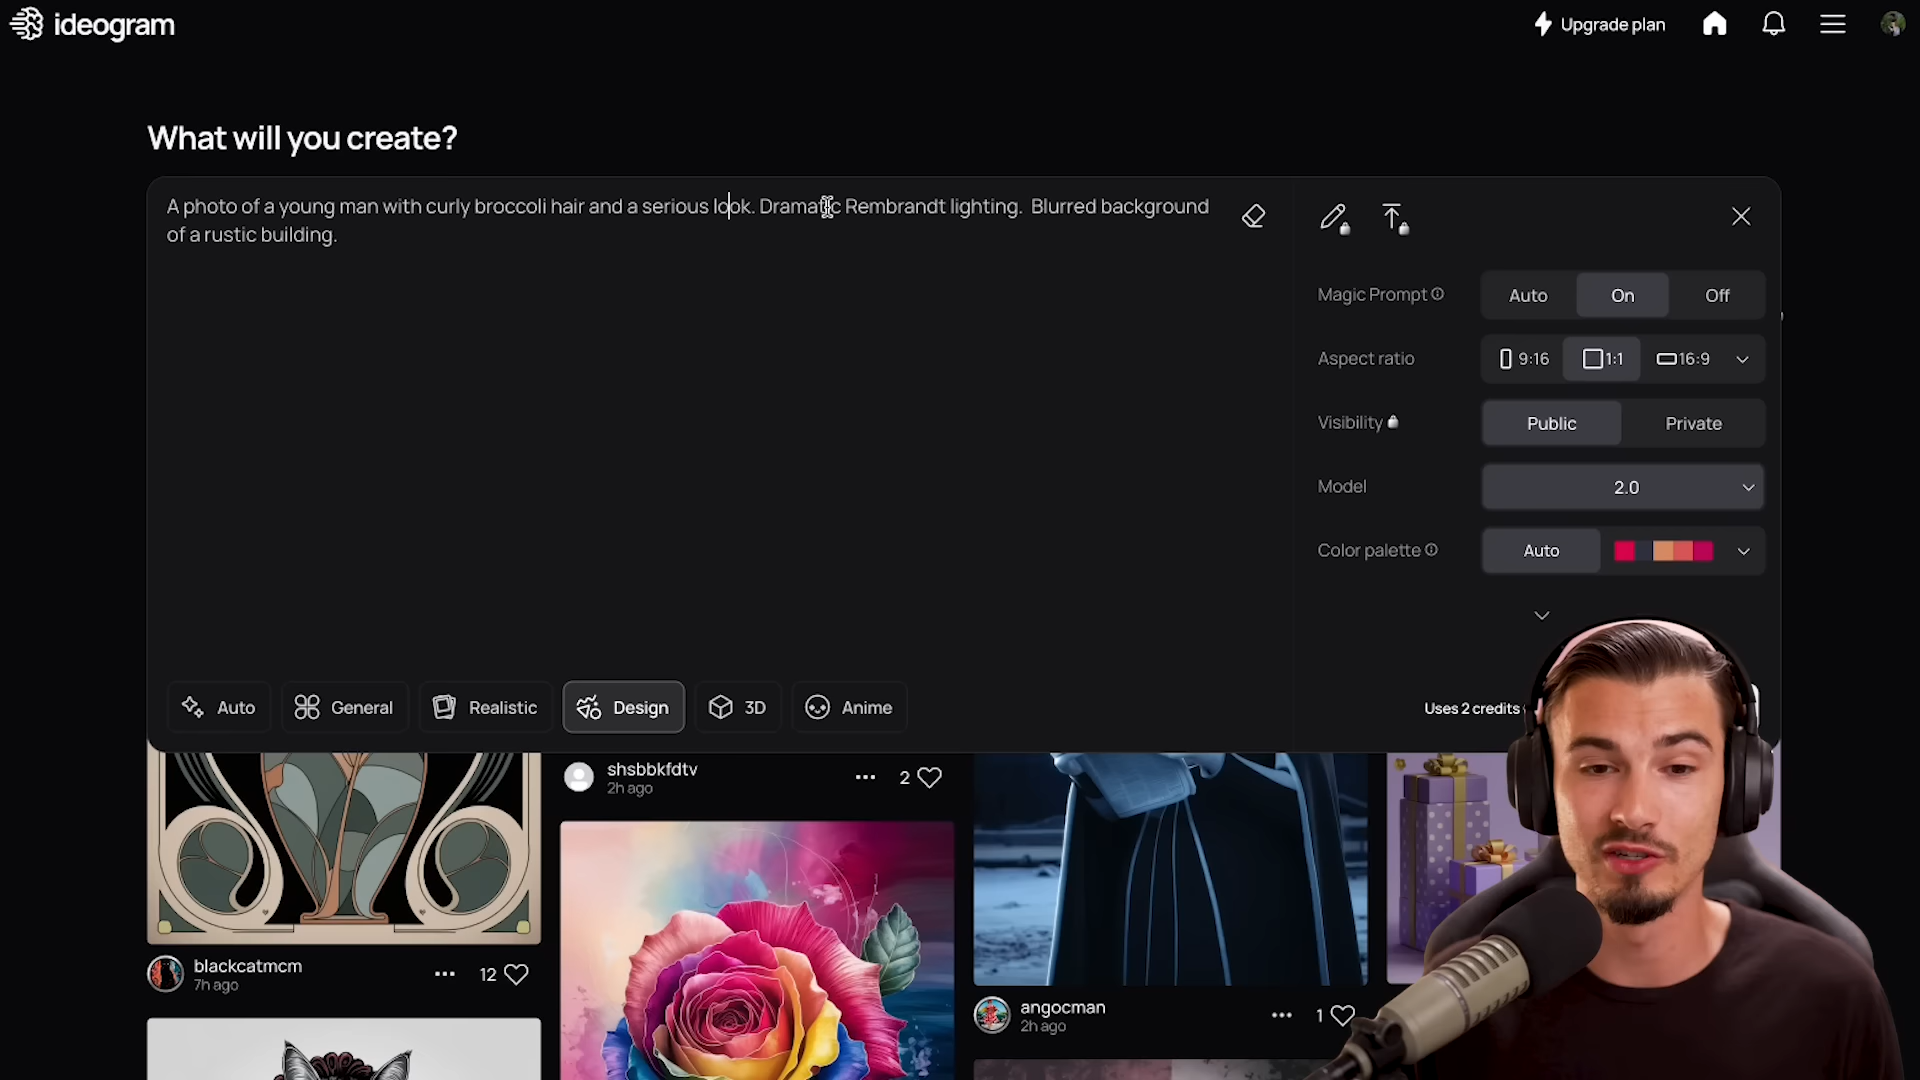 ideogram
Upgrade plan
What will you create?
A photo of a young man with curly broccoli hair and a serious look. Dramatic Rembrandt lighting.  Blurred background
of a rustic building.
Magic Prompt
Auto
On
Off
Aspect ratio
9:16
1:1
16:9
Visibility
Public
Private
Model
2.0
Color palette
Auto
Auto
General
Realistic
Design
3D
Anime
Uses 2 credits
shsbbkfdtv
2h ago
2
blackcatmcm
7h ago
12
angocman
2h ago
1